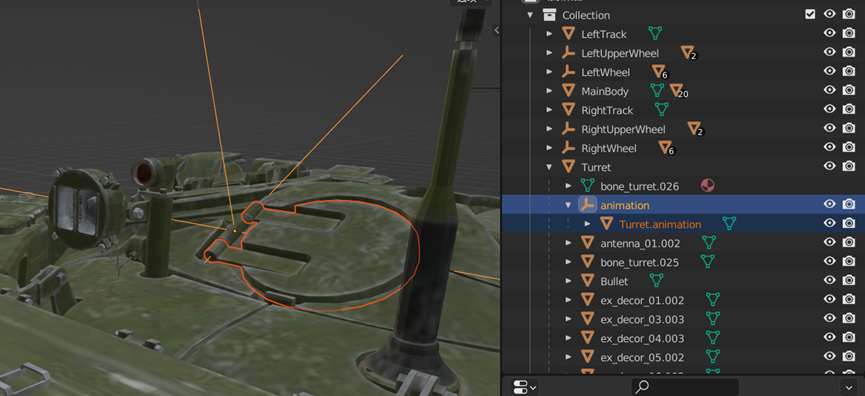 Collection
LeftTrack
LeftUpperWheel
2
LeftWheel
6
MainBody
20
RightTrack
RightUpperWheel
2
RightWheel
6
Turret
bone_turret.026
animation
Turret.animation
antenna_01.002
bone_turret.025
Bullet
ex_decor_01.002
ex_decor_03.003
ex_decor_04.003
ex_decor_05.002